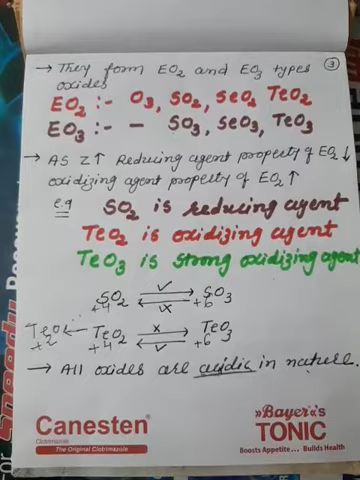 → They form EO2 and EO3 types
oxides
③
EO2 :- O3, SO2, SeO2 TeO2
EO3 :- - SO3, SeO3, TeO3
→ AS Z↑ Reducing agent property of EO2 ↓
oxidizing agent property of EO2 ↑
e.g SO2 is reducing agent
TeO2 is oxidizing agent
TeO3 is strong oxidizing agent
SO2 ⇌ SO3
+4 +6
TeO ← TeO2 ⇌ TeO3
+2 +4 +6
→ All oxides are acidic in nature.
Canesten®
Clotrimazole
The Original Clotrimazole
»Bayer's
TONIC
Boosts Appetite... Builds Health
speedy